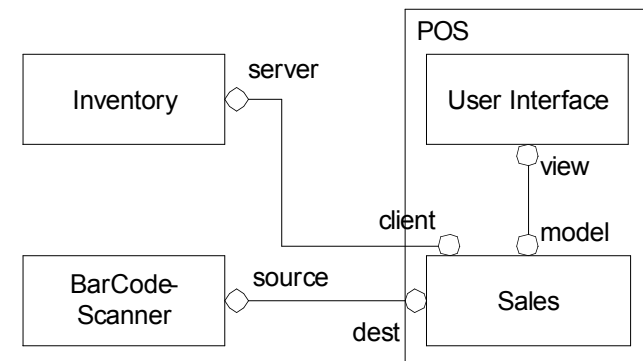 POS
server
Inventory
User Interface
view
client
model
BarCode-
Scanner
source
Sales
dest